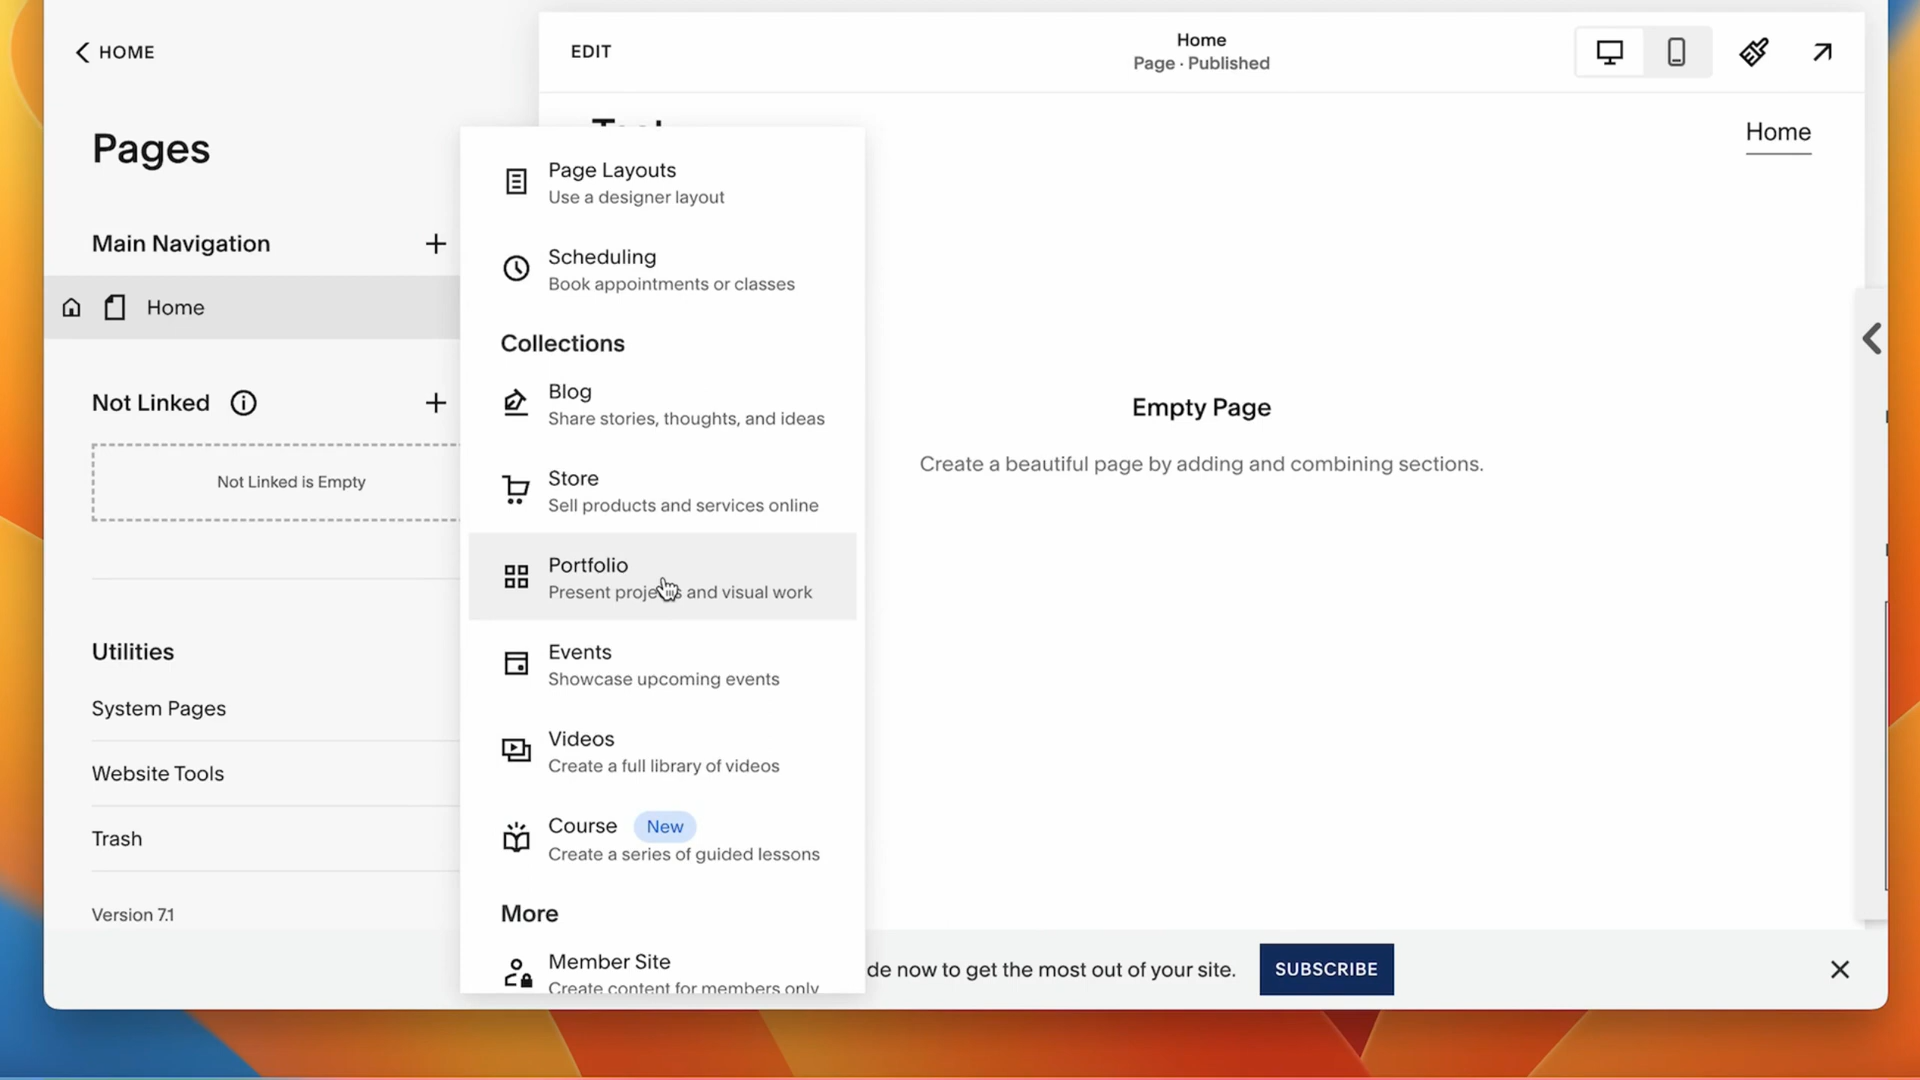 HOME
Pages
Main Navigation
Home
Not Linked
Not Linked is Empty
Utilities
System Pages
Website Tools
Trash
Version 7.1
Page Layouts
Use a designer layout
Scheduling
Book appointments or classes
Collections
Blog
Share stories, thoughts, and ideas
Store
Sell products and services online
Portfolio
Present projects and visual work
Events
Showcase upcoming events
Videos
Create a full library of videos
Course New
Create a series of guided lessons
More
Member Site
Create content for members only
EDIT
Home
Page · Published
Home
Empty Page
Create a beautiful page by adding and combining sections.
now to get the most out of your site.
SUBSCRIBE